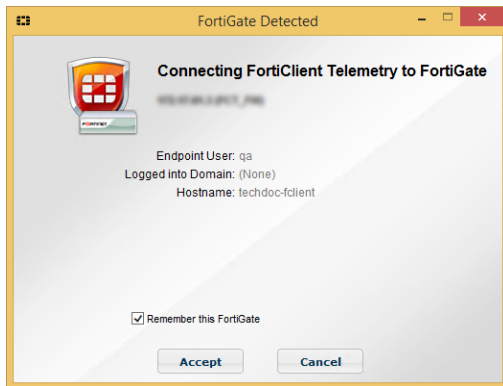 FortiGate Detected
Connecting FortiClient Telemetry to FortiGate
FORTINET
Endpoint User: qa
Logged into Domain: (None)
Hostname: techdoc-fclient
Remember this FortiGate
Accept
Cancel